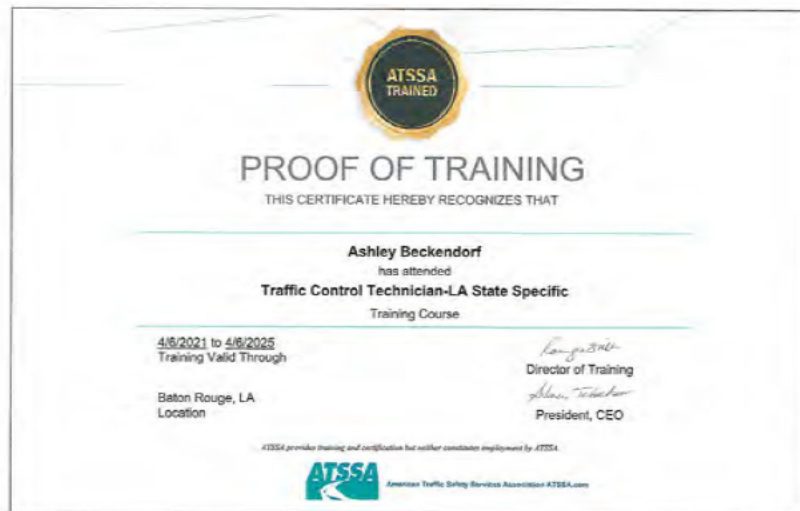 ATSSA
TRAINED
PROOF OF TRAINING
THIS CERTIFICATE HEREBY RECOGNIZES THAT
Ashley Beckendorf
has attended
Traffic Control Technician-LA State Specific
Training Course
4/6/2021 to 4/6/2025
Training Valid Through
Director of Training
Baton Rouge, LA
Location
President, CEO
ATSSA provides training and certification but neither constitutes employment by ATSSA.
ATSSA
American Traffic Safety Services Association ATSSA.com